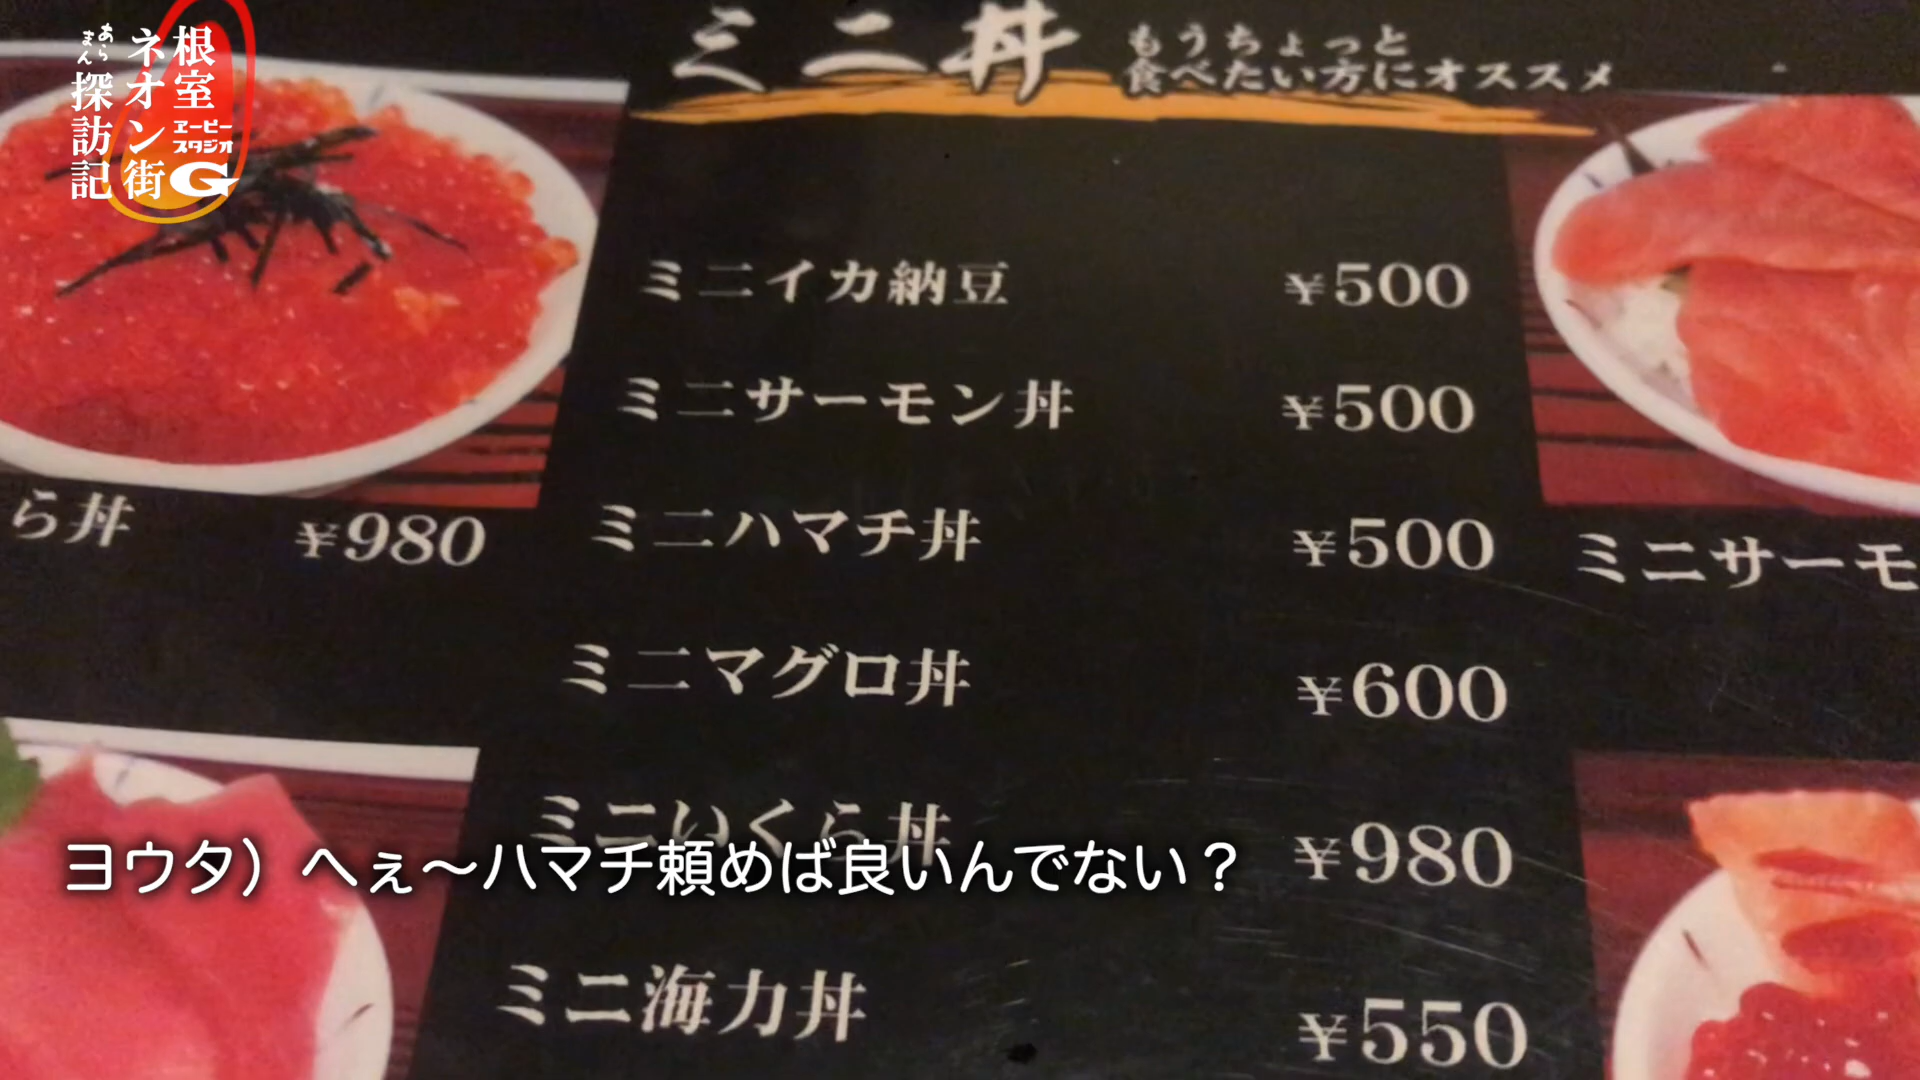 根室
ネオン街
あらまん
探訪記
ヱービー
スタジオ
G
ミニ丼
もうちょっと
食べたい方にオススメ
ミニイカ納豆 ¥500
ミニサーモン丼 ¥500
ミニハマチ丼 ¥500
ミニマグロ丼 ¥600
ミニいくら丼 ¥980
ミニ海力丼 ¥550
ら丼 ¥980
ミニサーモ
ヨウタ）へぇ～ハマチ頼めば良いんでない？